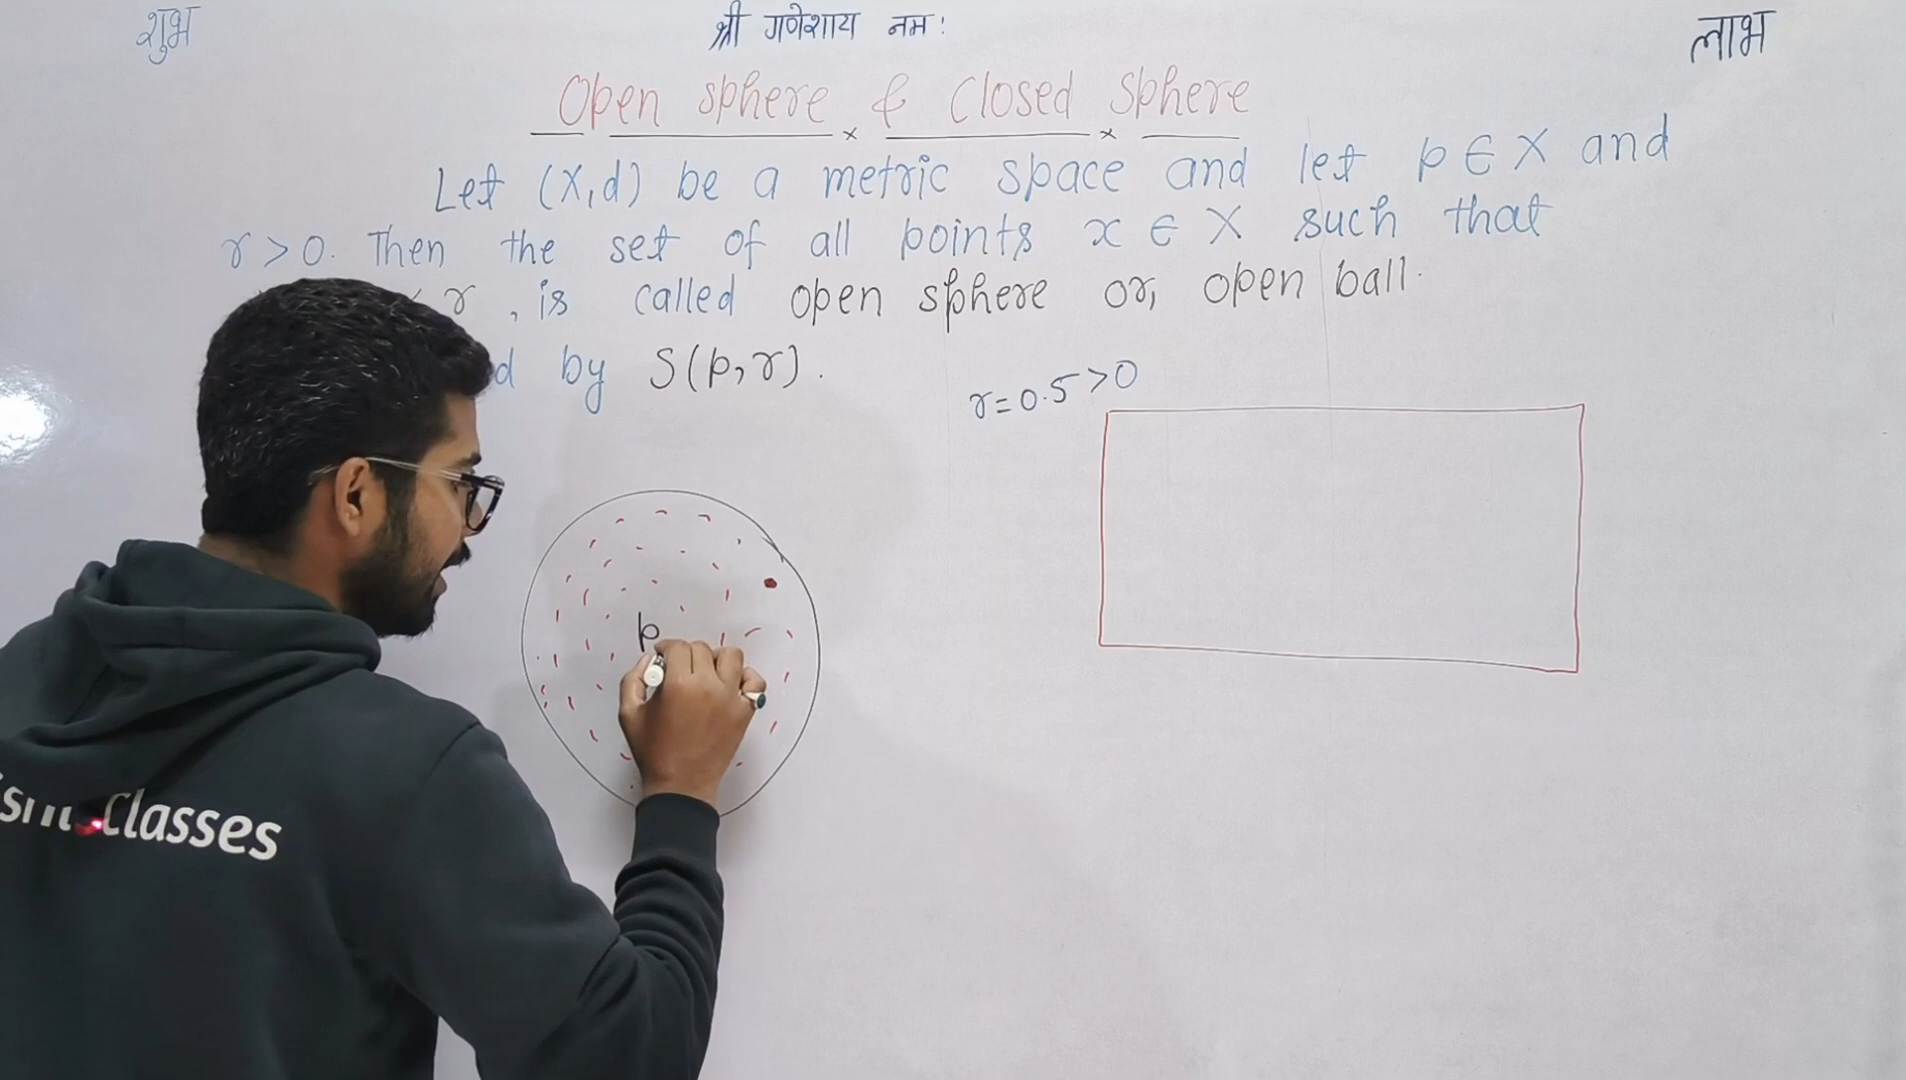 शुभ
श्री गणेशाय नमः
लाभ
Open sphere & Closed Sphere
Let (X,d) be a metric space and let p ∈ X and
r > 0. Then the set of all points x ∈ X such that
r, is called open sphere or, open ball.
by S(p,r).
r = 0.5 > 0
p
Classes